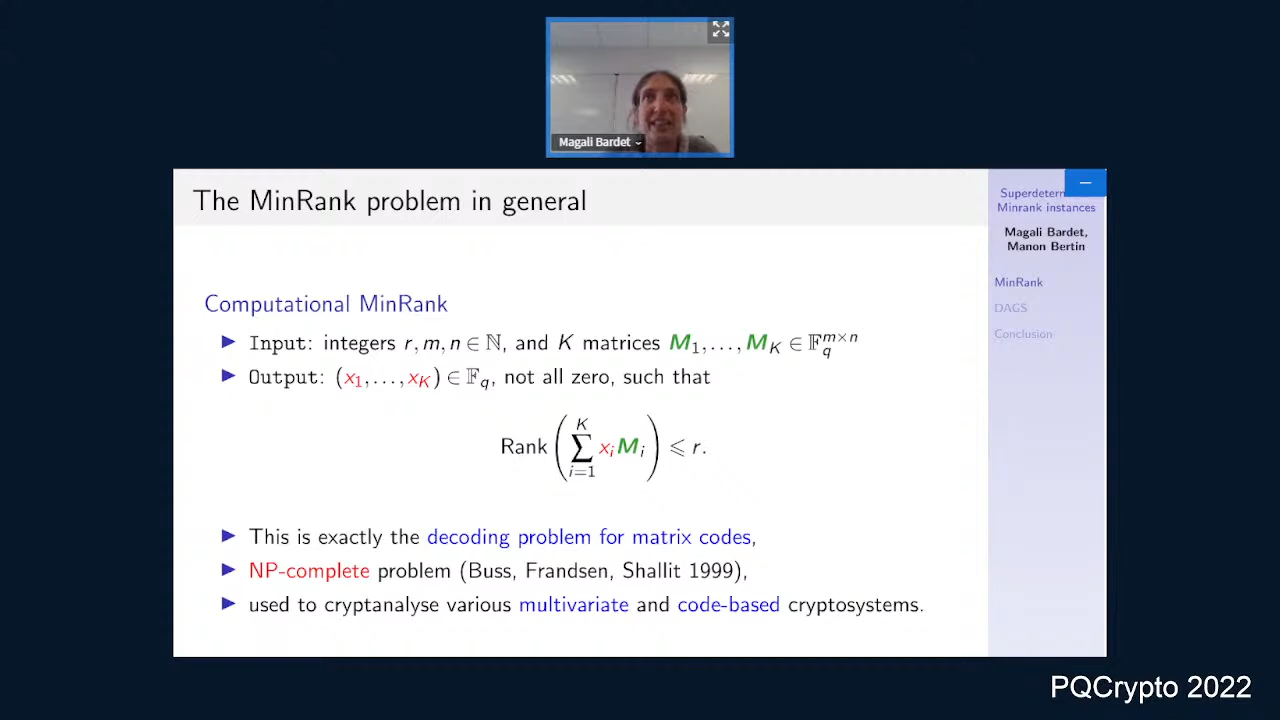 Magali Bardet
The MinRank problem in general
Computational MinRank
▶ Input: integers r, m, n ∈ ℕ, and K matrices M₁, . . . , M_K ∈ 𝔽_q^{m×n}
▶ Output: (x₁, . . . , x_K) ∈ 𝔽_q, not all zero, such that
Rank(∑_{i=1}^{K} x_i M_i) ⩽ r.
▶ This is exactly the decoding problem for matrix codes,
▶ NP-complete problem (Buss, Frandsen, Shallit 1999),
▶ used to cryptanalyse various multivariate and code-based cryptosystems.
Minrank instances
Magali Bardet,
Manon Bertin
MinRank
DAGS
Conclusion
PQCrypto 2022